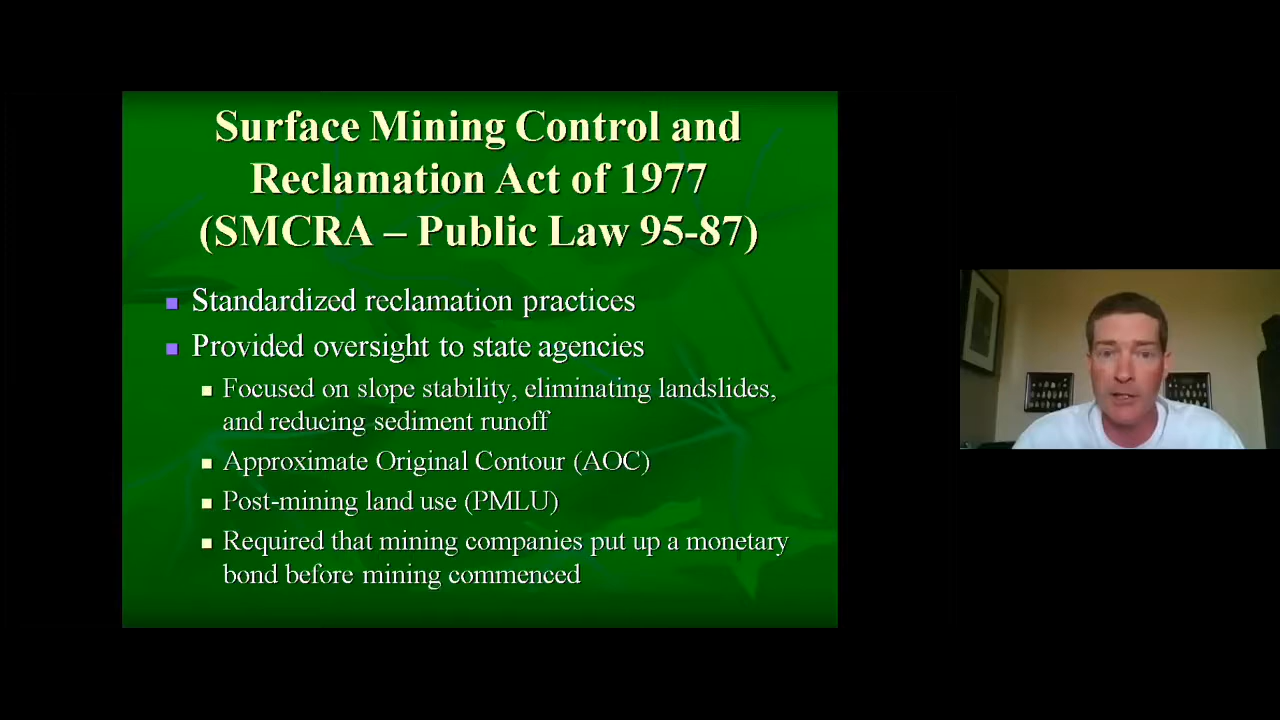 Surface Mining Control and
Reclamation Act of 1977
(SMCRA – Public Law 95-87)
Standardized reclamation practices
Provided oversight to state agencies
Focused on slope stability, eliminating landslides,
and reducing sediment runoff
Approximate Original Contour (AOC)
Post-mining land use (PMLU)
Required that mining companies put up a monetary
bond before mining commenced